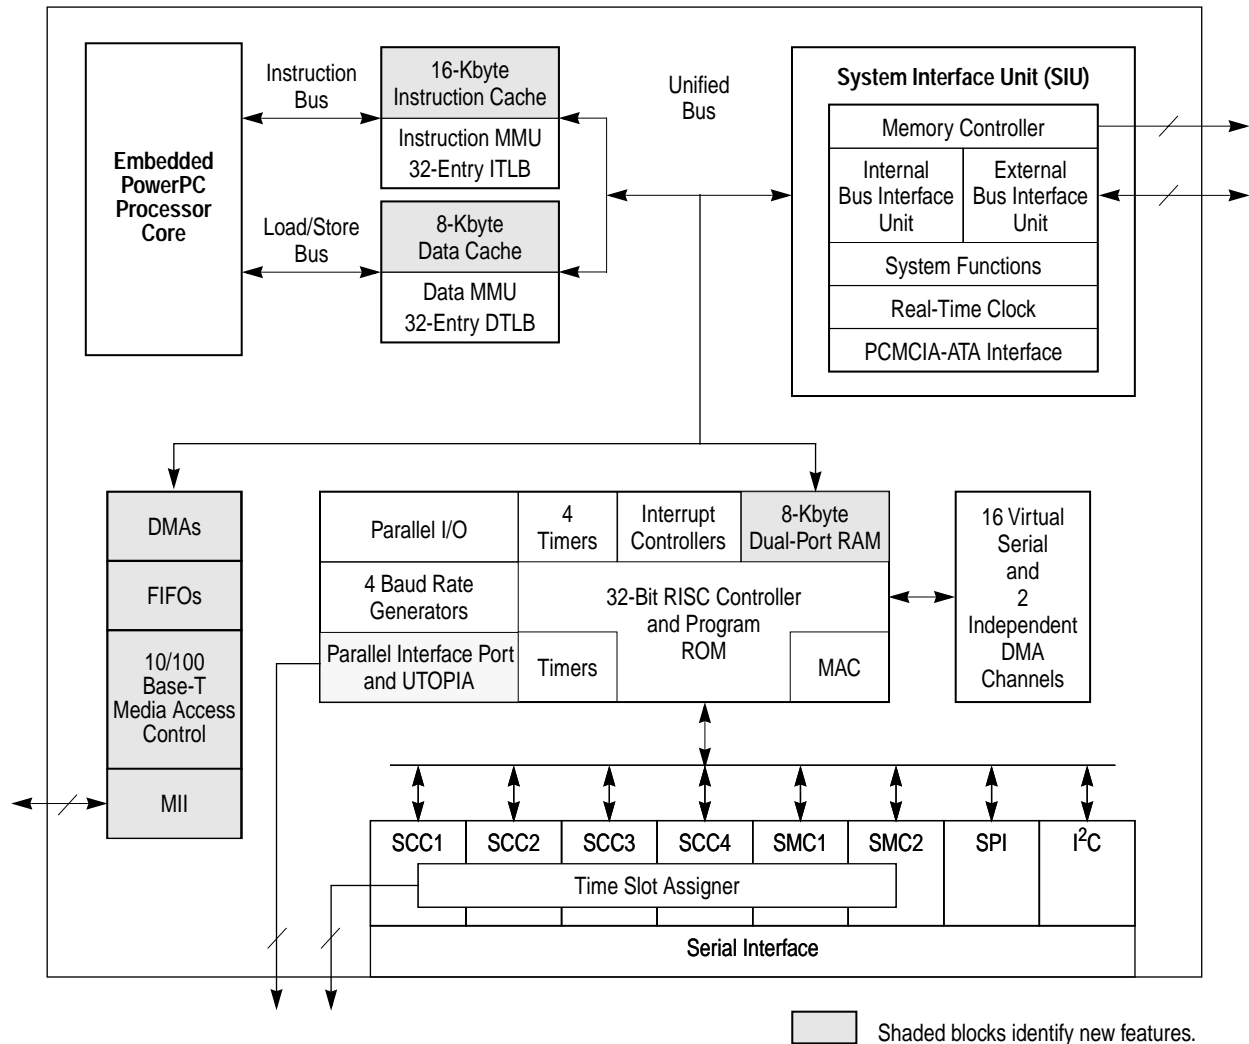 Embedded
PowerPC
Processor
Core
Instruction
Bus
Load/Store
Bus
16-Kbyte
Instruction Cache
Instruction MMU
32-Entry ITLB
8-Kbyte
Data Cache
Data MMU
32-Entry DTLB
Unified
Bus
System Interface Unit (SIU)
Memory Controller
Internal
Bus Interface
Unit
External
Bus Interface
Unit
System Functions
Real-Time Clock
PCMCIA-ATA Interface
DMAs
FIFOs
10/100
Base-T
Media Access
Control
MII
Parallel I/O
4
Timers
Interrupt
Controllers
8-Kbyte
Dual-Port RAM
4 Baud Rate
Generators
32-Bit RISC Controller
and Program
ROM
Parallel Interface Port
and UTOPIA
Timers
MAC
16 Virtual
Serial
and
2
Independent
DMA
Channels
SCC1
SCC2
SCC3
SCC4
SMC1
SMC2
SPI
I²C
Time Slot Assigner
Serial Interface
Shaded blocks identify new features.